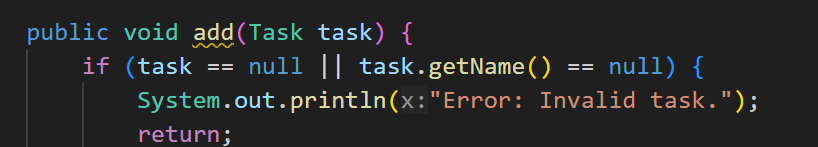 public void add(Task task) {
if (task == null || task.getName() == null) {
System.out.println(x:"Error: Invalid task.");
return;